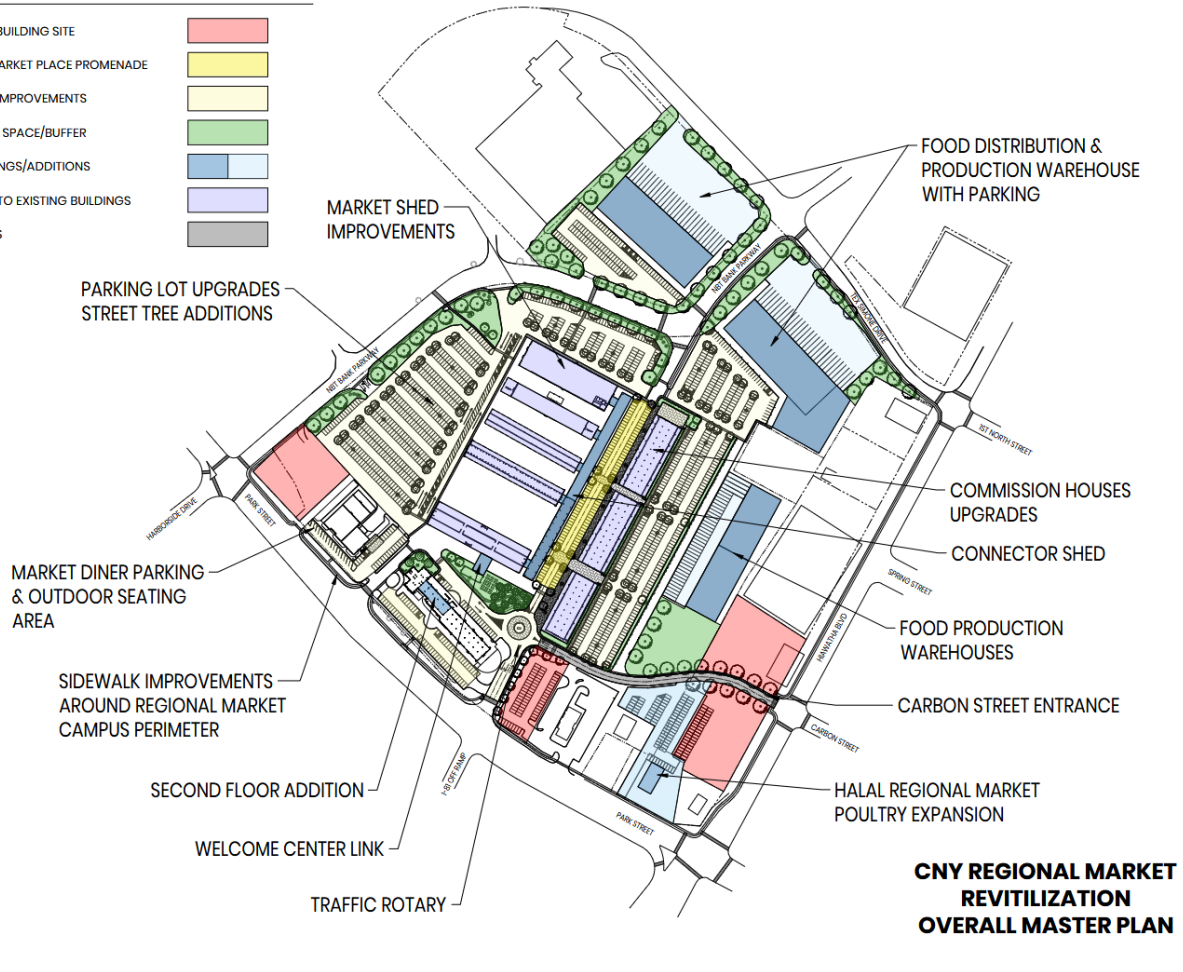 BUILDING SITE
ARKET PLACE PROMENADE
MPROVEMENTS
SPACE/BUFFER
NGS/ADDITIONS
TO EXISTING BUILDINGS
S
FOOD DISTRIBUTION &
PRODUCTION WAREHOUSE
WITH PARKING
MARKET SHED
IMPROVEMENTS
PARKING LOT UPGRADES
STREET TREE ADDITIONS
NBT BANK PARKWAY
NBT BANK PARKWAY
TEX SIMONE DRIVE
1ST NORTH STREET
HARBORSIDE DRIVE
PARK STREET
COMMISSION HOUSES
UPGRADES
CONNECTOR SHED
SPRING STREET
MARKET DINER PARKING
& OUTDOOR SEATING
AREA
HIAWATHA BLVD
FOOD PRODUCTION
WAREHOUSES
SIDEWALK IMPROVEMENTS
AROUND REGIONAL MARKET
CAMPUS PERIMETER
CARBON STREET ENTRANCE
CARBON STREET
I-81 OFF RAMP
SECOND FLOOR ADDITION
HALAL REGIONAL MARKET
POULTRY EXPANSION
PARK STREET
WELCOME CENTER LINK
TRAFFIC ROTARY
CNY REGIONAL MARKET
REVITILIZATION
OVERALL MASTER PLAN